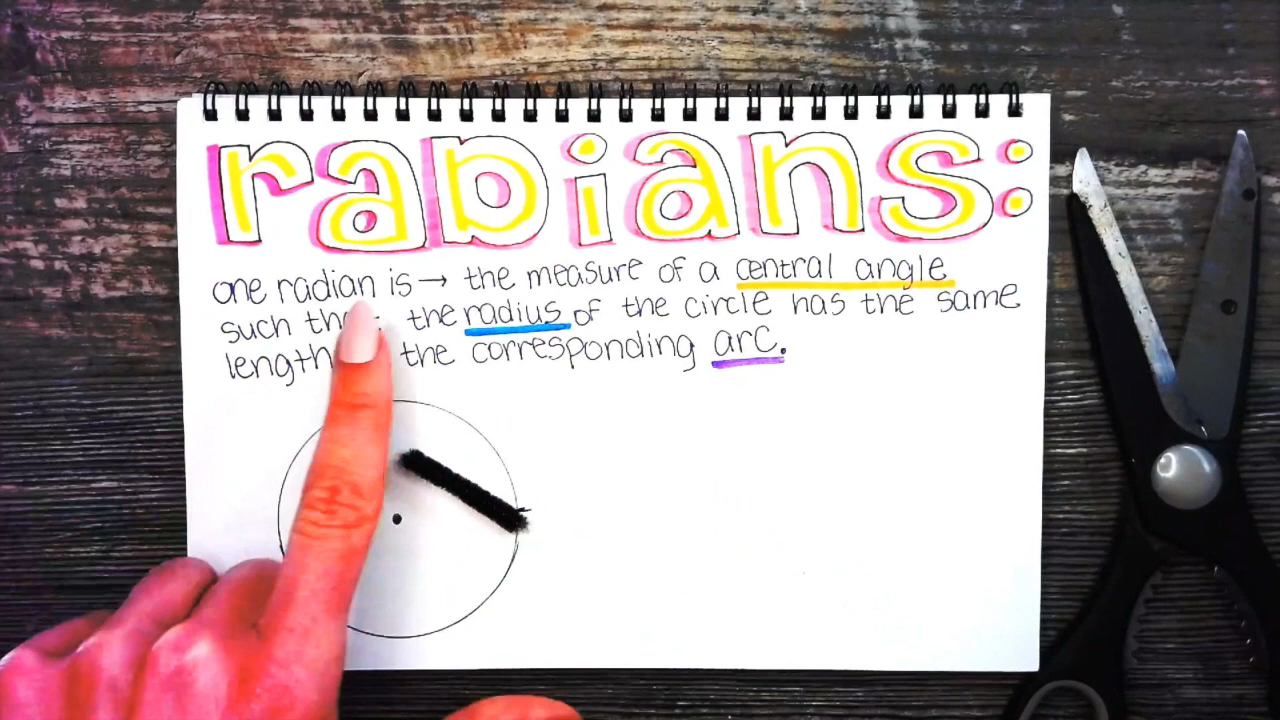 radians:
one radian is → the measure of a central angle
such the radius of the circle has the same
length the corresponding arc.